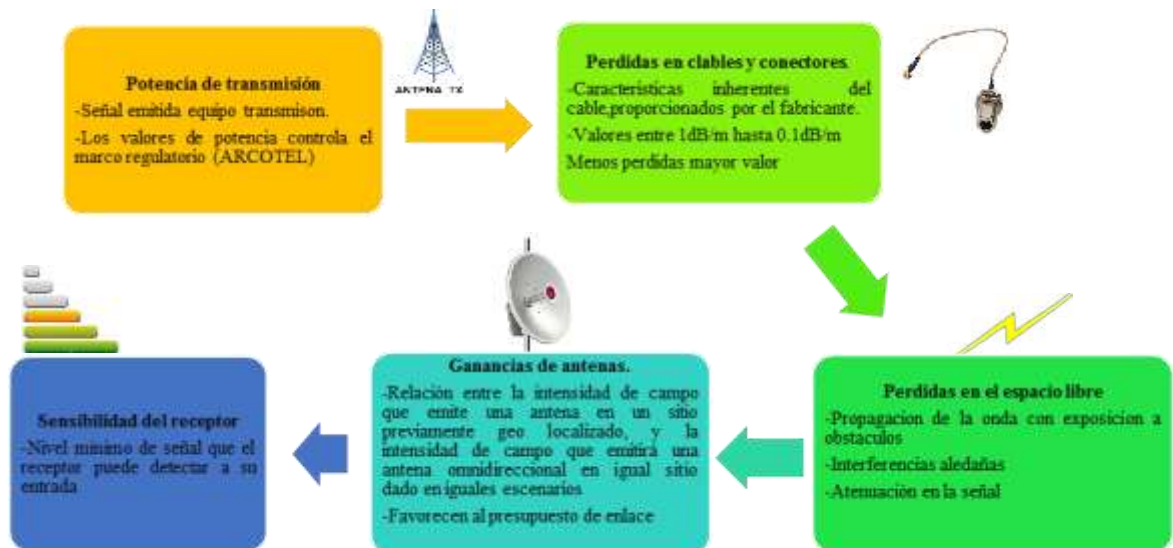 Potencia de transmisión
-Señal emitida equipo transmison.
-Los valores de potencia controla el
marco regulatorio (ARCOTEL)
ANTENA TX
Perdidas en clables y conectores.
-Características inherentes del
cable,proporcionados por el fabricante.
-Valores entre 1dB/m hasta 0.1dB/m
Menos perdidas mayor valor
Perdidas en el espacio libre
-Propagacion de la onda con exposicion a
obstaculos
-Interferencias aledañas
-Atenuación en la señal
Ganancias de antenas.
-Relación entre la intensidad de campo
que emite una antena en un sitio
previamente geo localizado, y la
intensidad de campo que emitirá una
antena omnidireccional en igual sitio
dado en iguales escenarios
-Favorecen al presupuesto de enlace
Sensibilidad del receptor
-Nivel mínimo de señal que el
receptor puede detectar a su
entrada